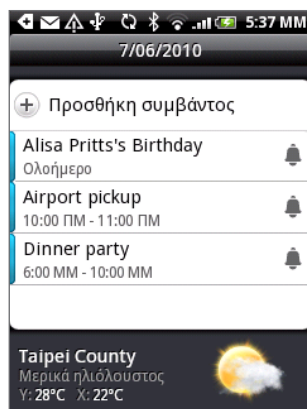 5:37 MM
7/06/2010
Προσθήκη συμβάντος
Alisa Pritts's Birthday
Ολοήμερο
Airport pickup
10:00 ΠΜ - 11:00 ΠΜ
Dinner party
6:00 ΜΜ - 10:00 ΜΜ
Taipei County
Μερικά ηλιόλουστος
Υ: 28°C Χ: 22°C